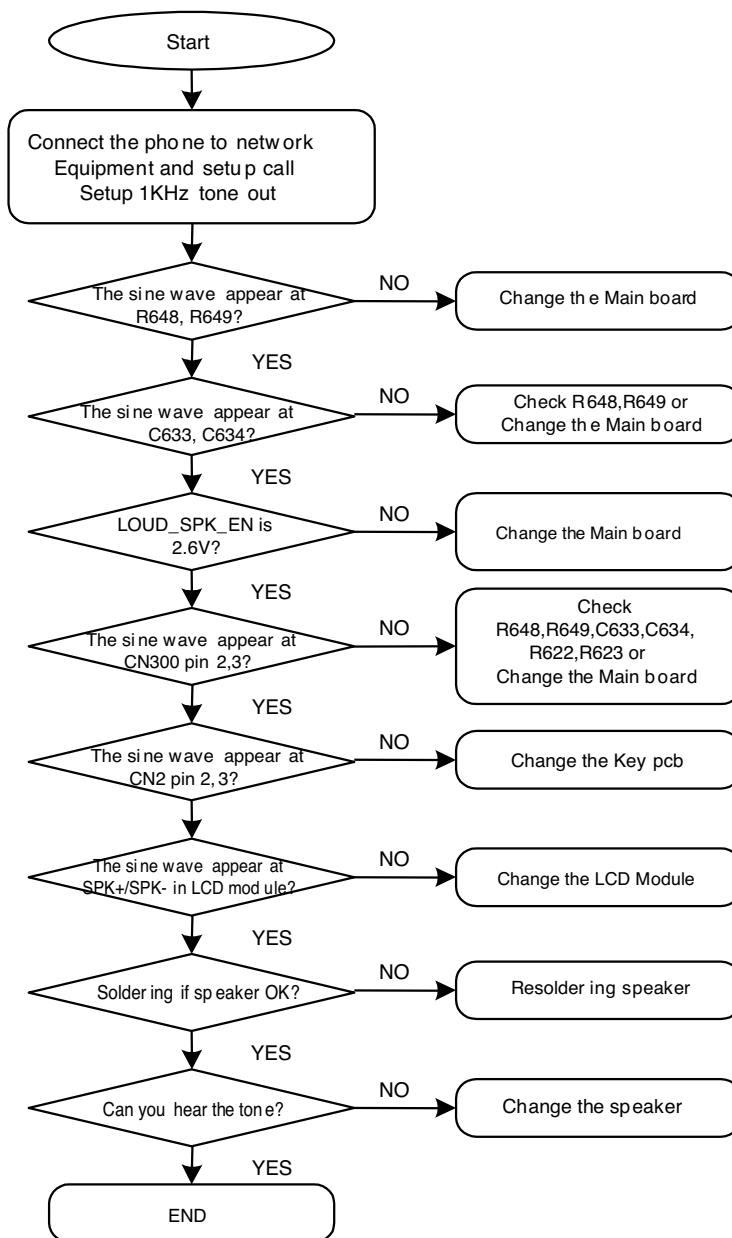 Start
Connect the phone to network
Equipment and setup call
Setup 1KHz tone out
The sine wave appear at
R648, R649?
NO
Change the Main board
YES
The sine wave appear at
C633, C634?
NO
Check R648,R649 or
Change the Main board
YES
LOUD_SPK_EN is
2.6V?
NO
Change the Main board
YES
The sine wave appear at
CN300 pin 2,3?
NO
Check
R648,R649,C633,C634,
R622,R623 or
Change the Main board
YES
The sine wave appear at
CN2 pin 2,3?
NO
Change the Key pcb
YES
The sine wave appear at
SPK+/SPK- in LCD module?
NO
Change the LCD Module
YES
Soldering if speaker OK?
NO
Resoldering speaker
YES
Can you hear the tone?
NO
Change the speaker
YES
END